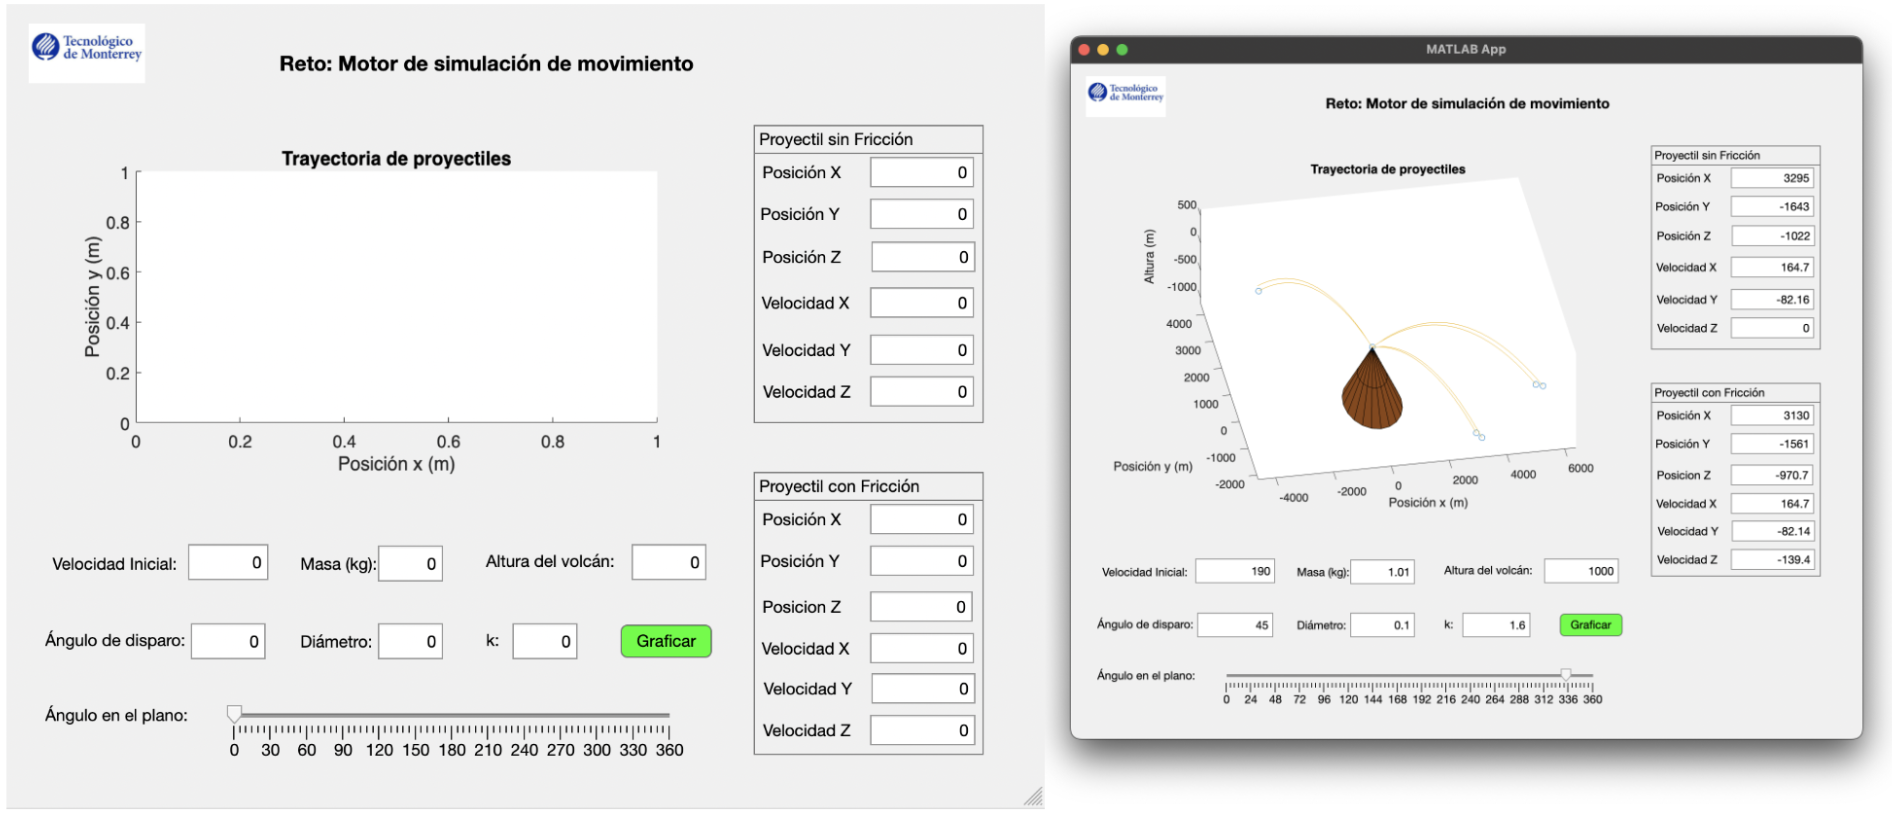 Tecnológico
de Monterrey
Reto: Motor de simulación de movimiento
Trayectoria de proyectiles
Posición y (m)
1
0.8
0.6
0.4
0.2
0
0 0.2 0.4 0.6 0.8 1
Posición x (m)
Proyectil sin Fricción
Posición X 0
Posición Y 0
Posición Z 0
Velocidad X 0
Velocidad Y 0
Velocidad Z 0
Proyectil con Fricción
Posición X 0
Posición Y 0
Posicion Z 0
Velocidad X 0
Velocidad Y 0
Velocidad Z 0
Velocidad Inicial: 0 Masa (kg): 0 Altura del volcán: 0
Ángulo de disparo: 0 Diámetro: 0 k: 0 Graficar
Ángulo en el plano:
0 30 60 90 120 150 180 210 240 270 300 330 360
MATLAB App
Tecnológico
de Monterrey
Reto: Motor de simulación de movimiento
Trayectoria de proyectiles
Altura (m)
500
0
-500
-1000
4000
3000
2000
1000
0
-1000
-2000
Posición y (m)
-4000 -2000 0 2000 4000 6000
Posición x (m)
Proyectil sin Fricción
Posición X 3295
Posición Y -1643
Posición Z -1022
Velocidad X 164.7
Velocidad Y -82.16
Velocidad Z 0
Proyectil con Fricción
Posición X 3130
Posición Y -1561
Posicion Z -970.7
Velocidad X 164.7
Velocidad Y -82.14
Velocidad Z -139.4
Velocidad Inicial: 190 Masa (kg): 1.01 Altura del volcán: 1000
Ángulo de disparo: 45 Diámetro: 0.1 k: 1.6 Graficar
Ángulo en el plano:
0 24 48 72 96 120 144 168 192 216 240 264 288 312 336 360